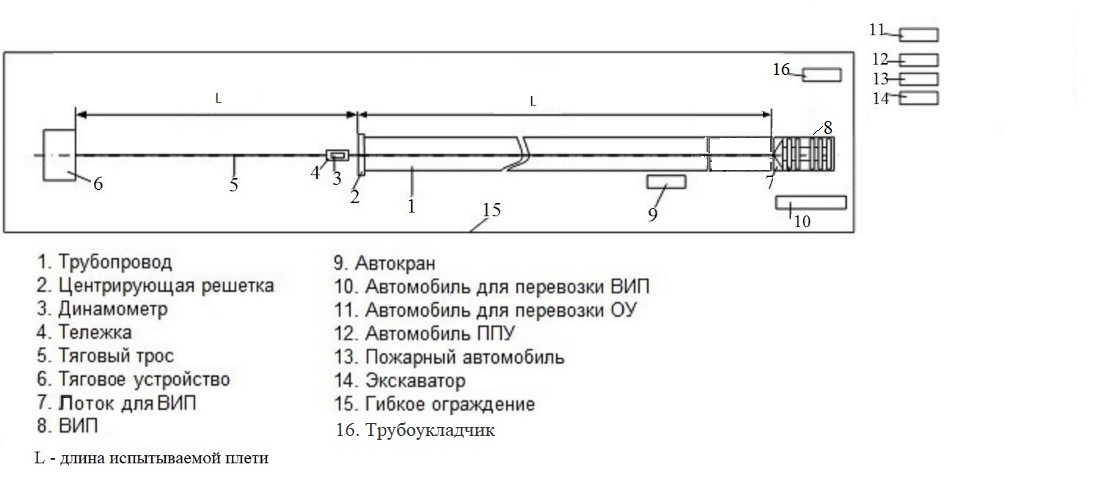 11
12
13
14
16
L
L
8
6
5
4
3
2
1
7
9
10
15
1. Трубопровод
2. Центрирующая решетка
3. Динамометр
4. Тележка
5. Тяговый трос
6. Тяговое устройство
7. Лоток для ВИП
8. ВИП
L - длина испытываемой плети
9. Автокран
10. Автомобиль для перевозки ВИП
11. Автомобиль для перевозки ОУ
12. Автомобиль ППУ
13. Пожарный автомобиль
14. Экскаватор
15. Гибкое ограждение
16. Трубоукладчик